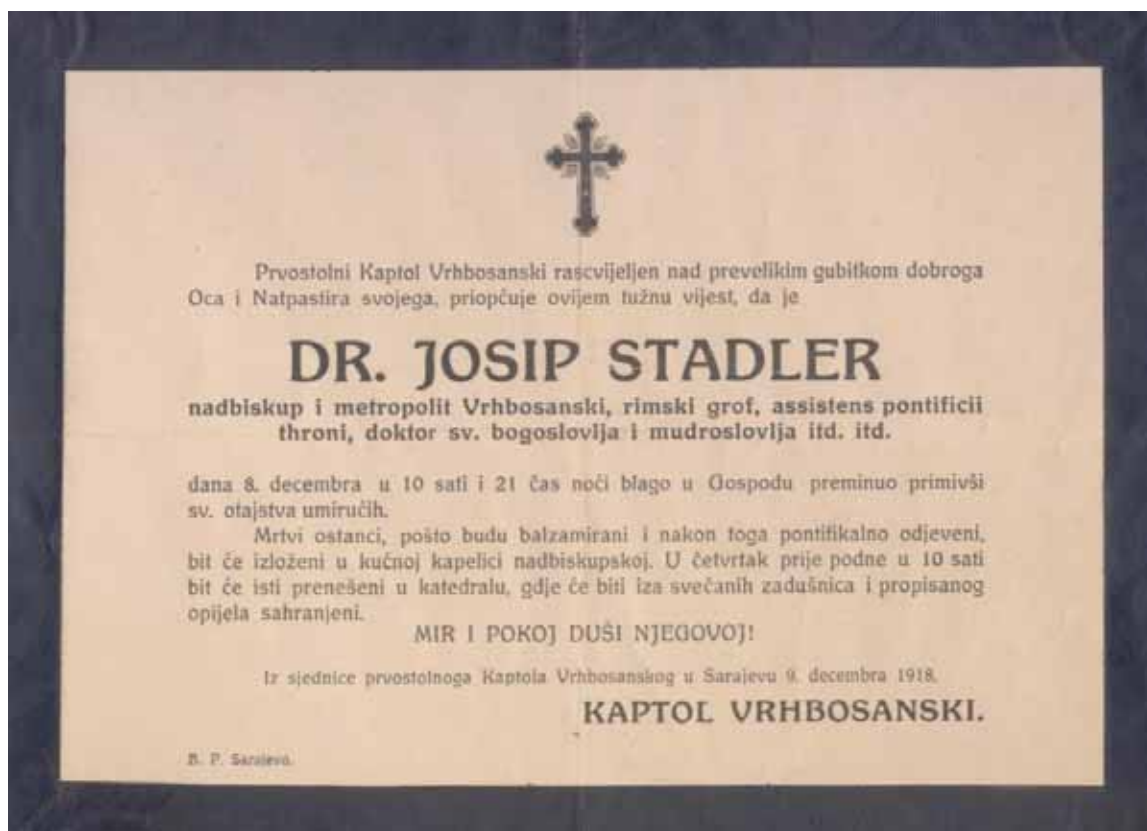 Prvostolni Kaptol Vrhbosanski rascvijeljen nad prevelikim gubitkom dobroga
Oca i Natpastira svojega, priopćuje ovijem tužnu vijest, da je
DR. JOSIP STADLER
nadbiskup i metropolit Vrhbosanski, rimski grof, assistens pontificii
throni, doktor sv. bogoslovlja i mudroslovlja itd. itd.
dana 8. decembra u 10 sati i 21 čas noći blago u Gospodu preminuo primivši
sv. otajstva umirućih.
Mrtvi ostanci, pošto budu balzamirani i nakon toga pontifikalno odjeveni,
bit će izloženi u kućnoj kapelici nadbiskupskoj. U četvrtak prije podne u 10 sati
bit će isti prenešeni u katedralu, gdje će biti iza svečanih zadušnica i propisanog
opijela sahranjeni.
MIR I POKOJ DUŠI NJEGOVOJ!
Iz sjednice prvostolnoga Kaptola Vrhbosanskog u Sarajevu 9. decembra 1918.
KAPTOL VRHBOSANSKI.
B. P. Sarajevo.